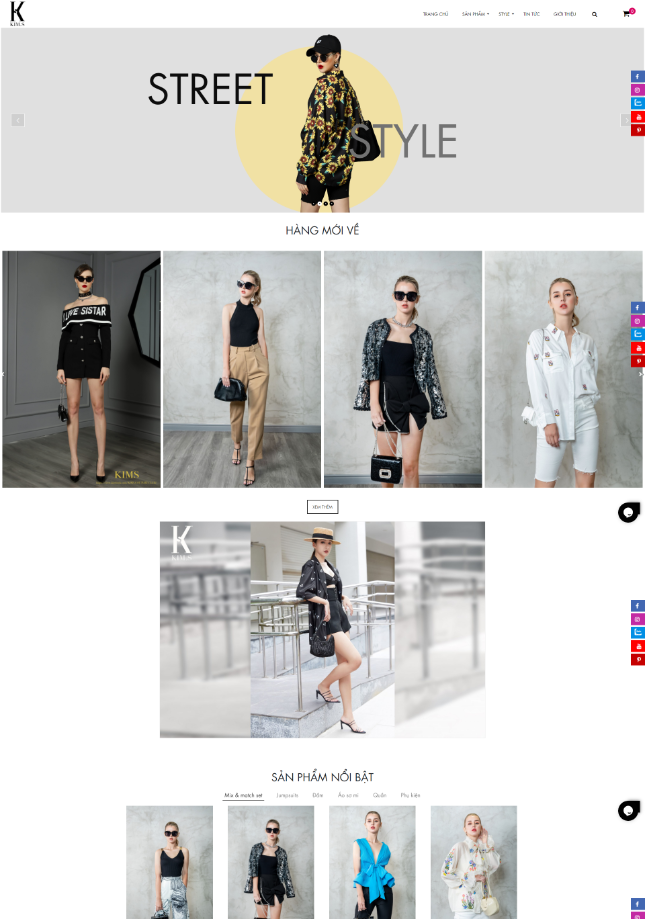 K
KIMS
TRANG CHỦ SẢN PHẨM STYLE TIN TỨC GIỚI THIỆU 0
STREET
STYLE
HÀNG MỚI VỀ
LOVE SISTAR
KIMS
XEM THÊM
K
KIMS
SẢN PHẨM NỔI BẬT
Mix & match set Jumpsuits Đầm Áo sơ mi Quần Phụ kiện